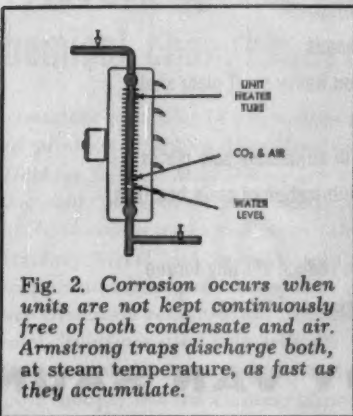 UNIT
HEATER
TUBE
CO₂ & AIR
WATER
LEVEL
Fig. 2. Corrosion occurs when
units are not kept continuously
free of both condensate and air.
Armstrong traps discharge both,
at steam temperature, as fast as
they accumulate.